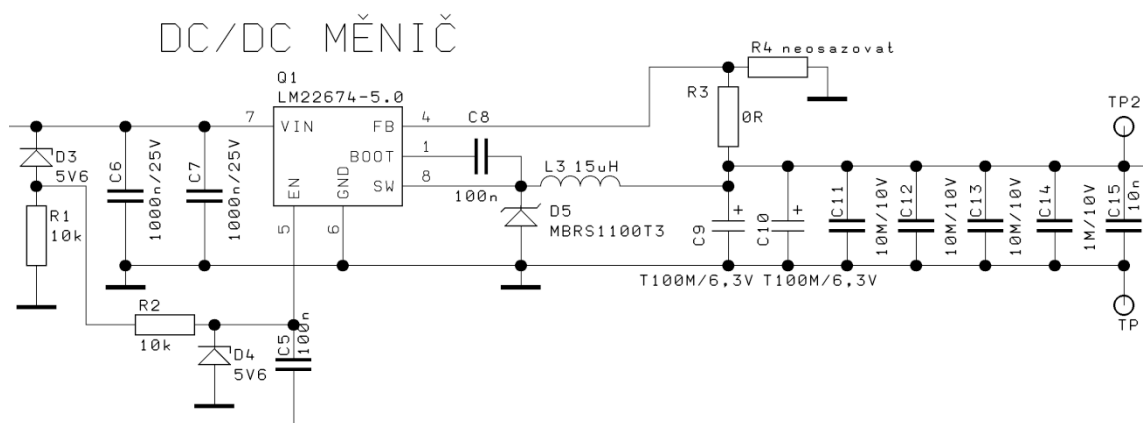 DC/DC MĚNIČ
R4 neosazovat
Q1
LM22674-5.0
R3
0R
TP2
7
VIN
FB
4
C8
BOOT
1
100n
SW
8
EN
GND
5
6
L3 15uH
D3
5V6
C6
1000n/25V
C7
1000n/25V
R1
10k
D5
MBRS1100T3
C9
+
T100M/6,3V
C10
+
T100M/6,3V
C11
10M/10V
C12
10M/10V
C13
10M/10V
C14
1M/10V
C15
10n
R2
10k
D4
5V6
C5
100n
TP